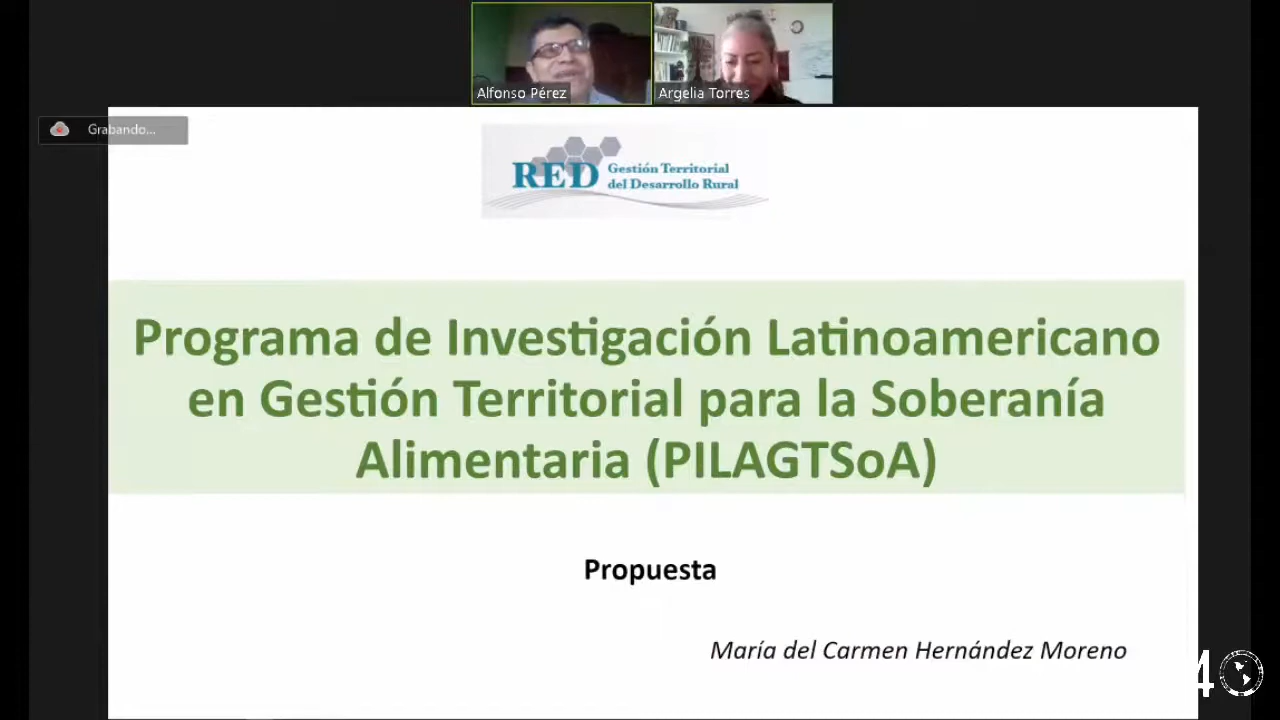 Alfonso Pérez
Argelia Torres
Grabando...
RED Gestión Territorial
del Desarrollo Rural
Programa de Investigación Latinoamericano
en Gestión Territorial para la Soberanía
Alimentaria (PILAGTSoA)
Propuesta
María del Carmen Hernández Moreno
4